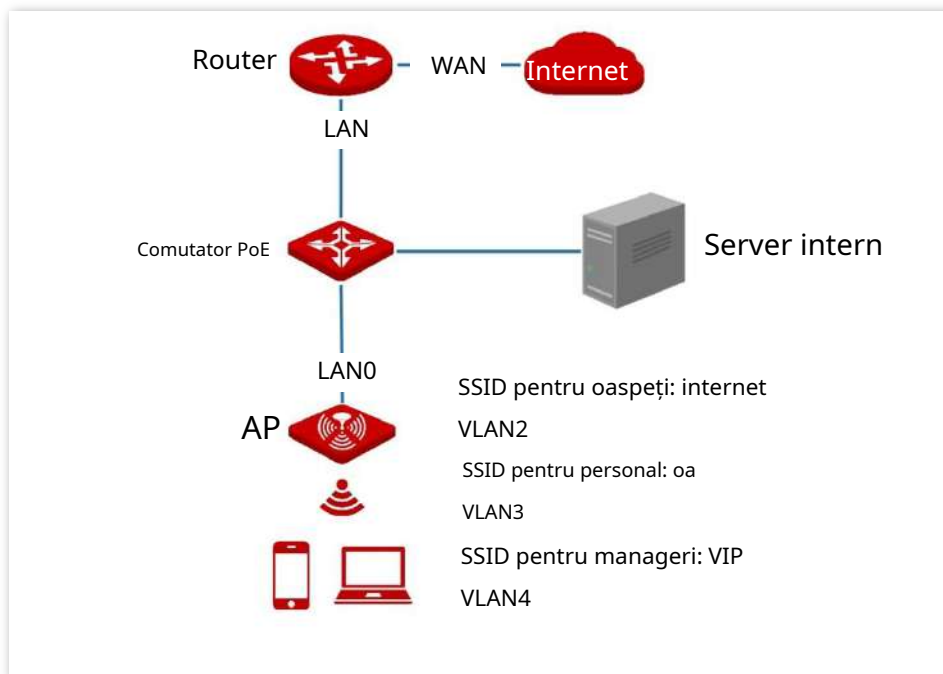 Router
WAN
Internet
LAN
Comutator PoE
Server intern
LAN0
AP
SSID pentru oaspeți: internet
VLAN2
SSID pentru personal: oa
VLAN3
SSID pentru manageri: VIP
VLAN4